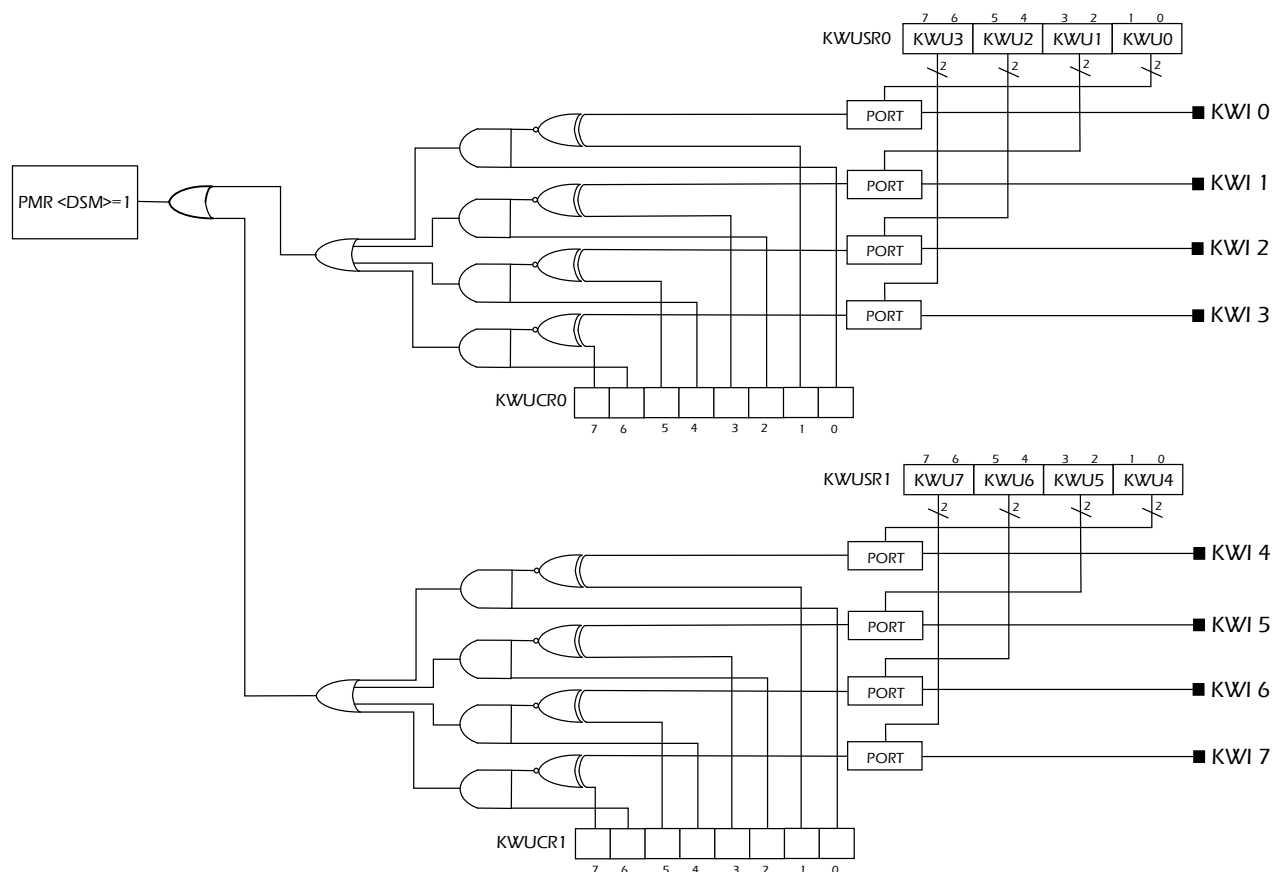 7 6 5 4 3 2 1 0
KWUSR0 KWU3 KWU2 KWU1 KWU0
2 2 2 2
PORT KWI 0
PORT KWI 1
PMR <DSM>=1
PORT KWI 2
PORT KWI 3
KWUCR0
7 6 5 4 3 2 1 0
7 6 5 4 3 2 1 0
KWUSR1 KWU7 KWU6 KWU5 KWU4
2 2 2 2
PORT KWI 4
PORT KWI 5
PORT KWI 6
PORT KWI 7
KWUCR1
7 6 5 4 3 2 1 0